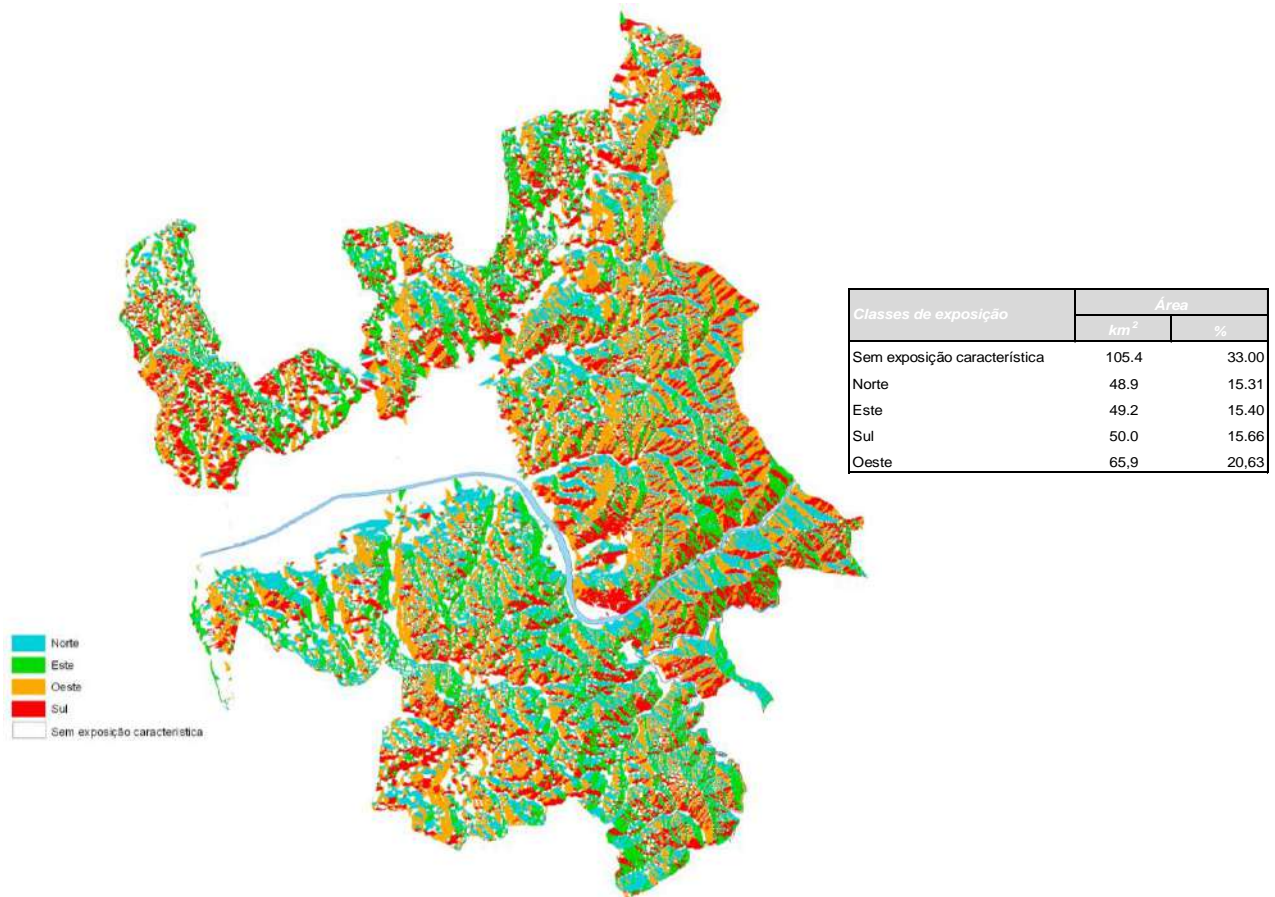 Classes de exposição Área
km² %
Sem exposição característica 105.4 33.00
Norte 48.9 15.31
Este 49.2 15.40
Sul 50.0 15.66
Oeste 65,9 20,63
Norte
Este
Oeste
Sul
Sem exposição característica